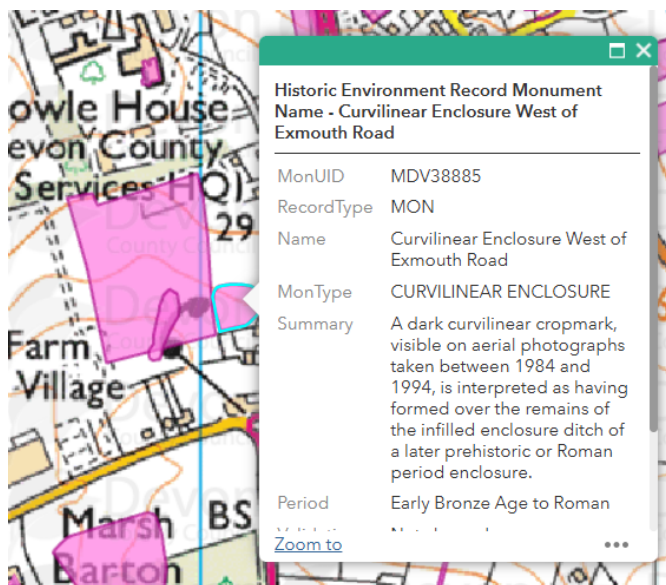 owle House
evon County
Services HQ)
29
Farm
Village
Marsh
Barton
BS
Devon
County Council
Historic Environment Record Monument
Name - Curvilinear Enclosure West of
Exmouth Road
MonUID MDV38885
RecordType MON
Name Curvilinear Enclosure West of
Exmouth Road
MonType CURVILINEAR ENCLOSURE
Summary A dark curvilinear cropmark,
visible on aerial photographs
taken between 1984 and
1994, is interpreted as having
formed over the remains of
the infilled enclosure ditch of
a later prehistoric or Roman
period enclosure.
Period Early Bronze Age to Roman
Zoom to